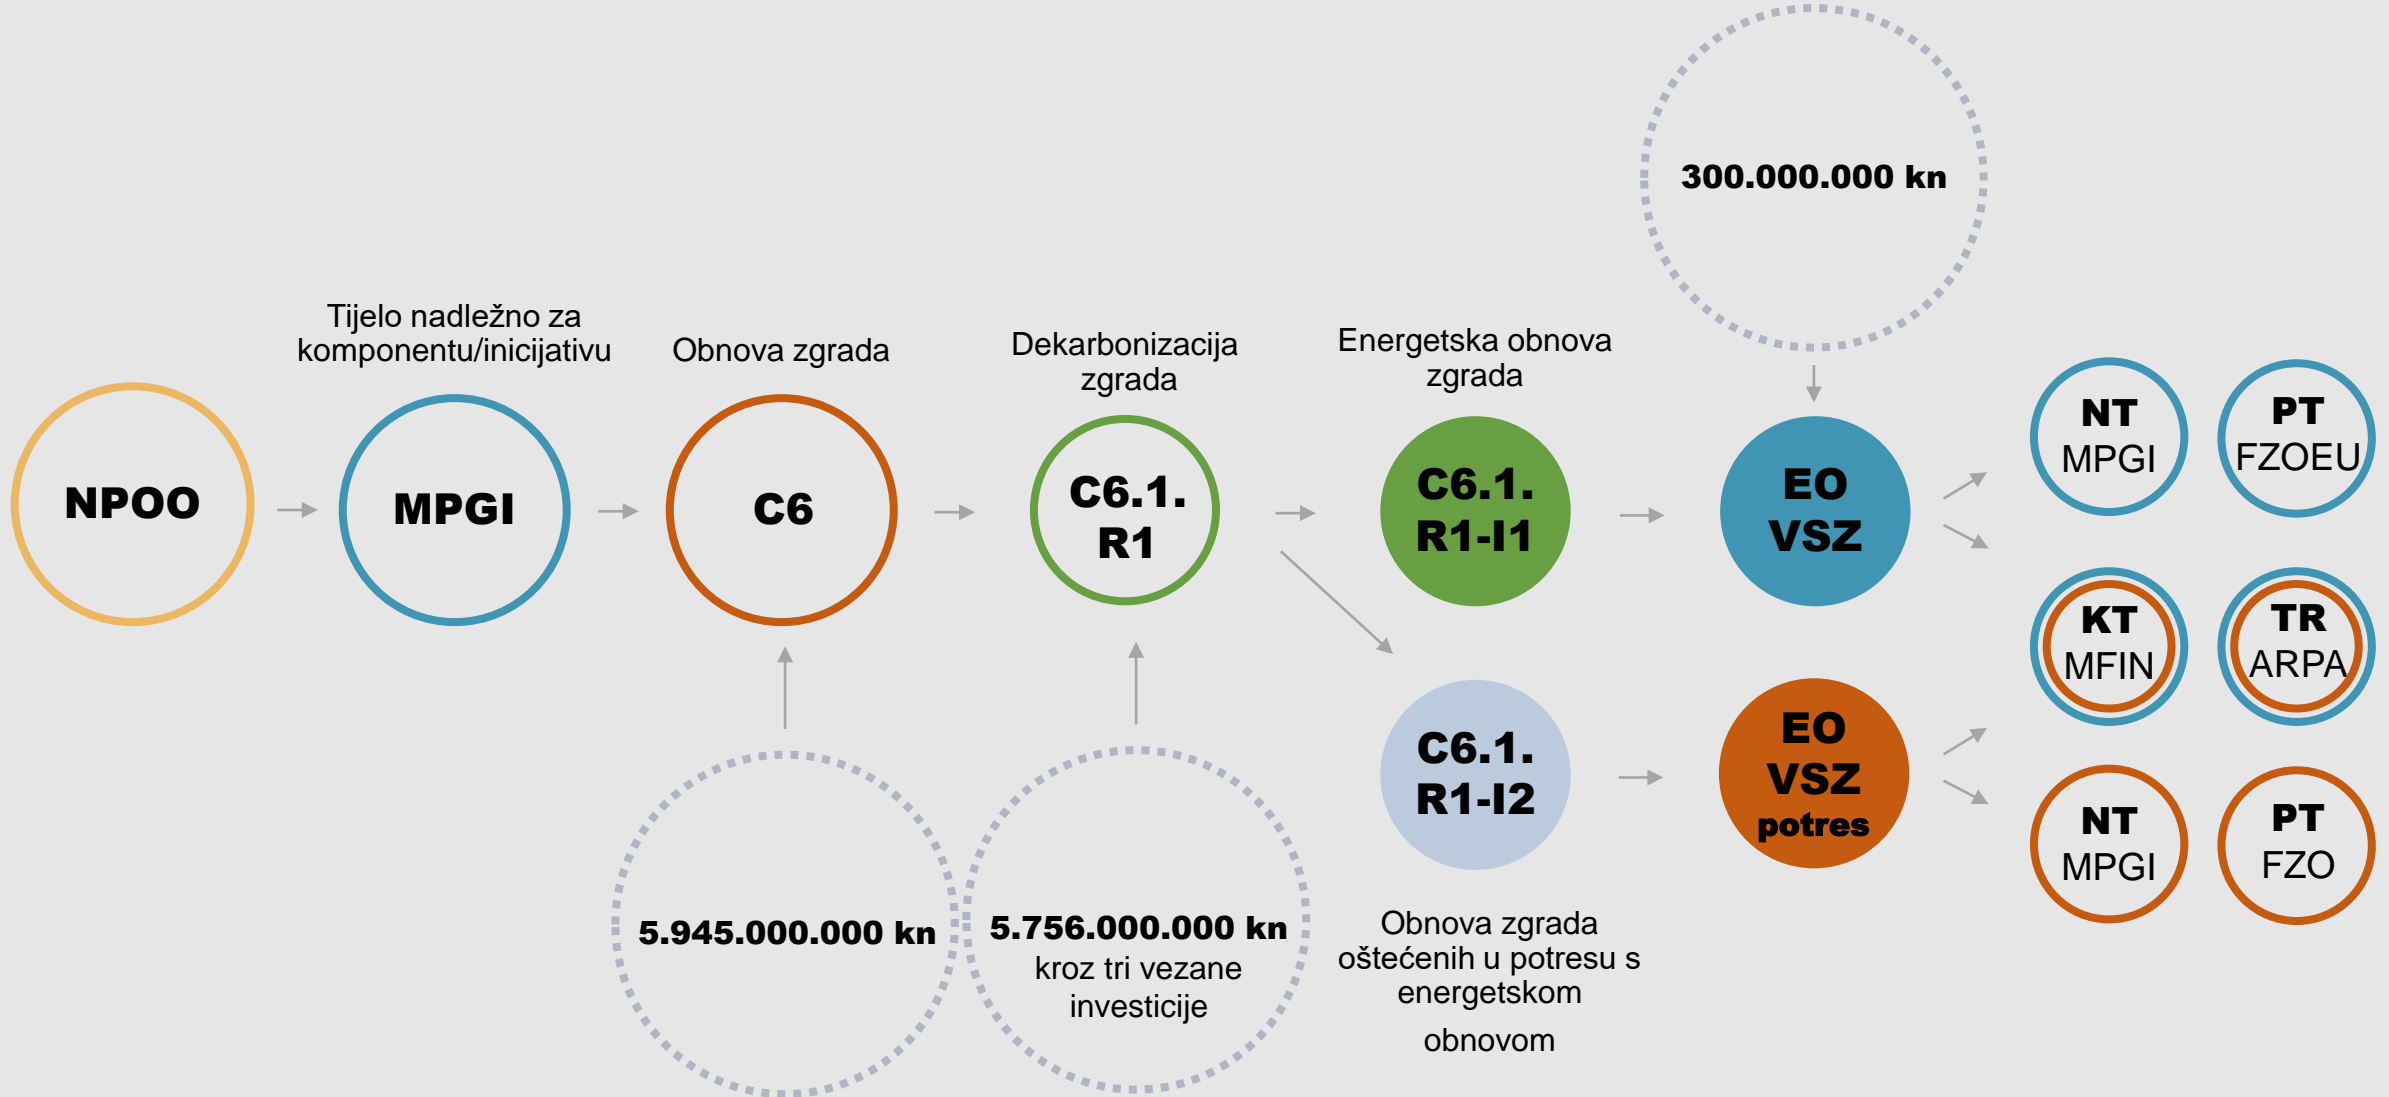 300.000.000 kn
Tijelo nadležno za
komponentu/inicijativu
Obnova zgrada
Dekarbonizacija
zgrada
Energetska obnova
zgrada
NPOO
MPGI
C6
C6.1.
R1
C6.1.
R1-I1
EO
VSZ
NT
MPGI
PT
FZOEU
KT
MFIN
TR
ARPA
C6.1.
R1-I2
EO
VSZ
potres
NT
MPGI
PT
FZO
5.945.000.000 kn
5.756.000.000 kn
kroz tri vezane
investicije
Obnova zgrada
oštećenih u potresu s
energetskom
obnovom